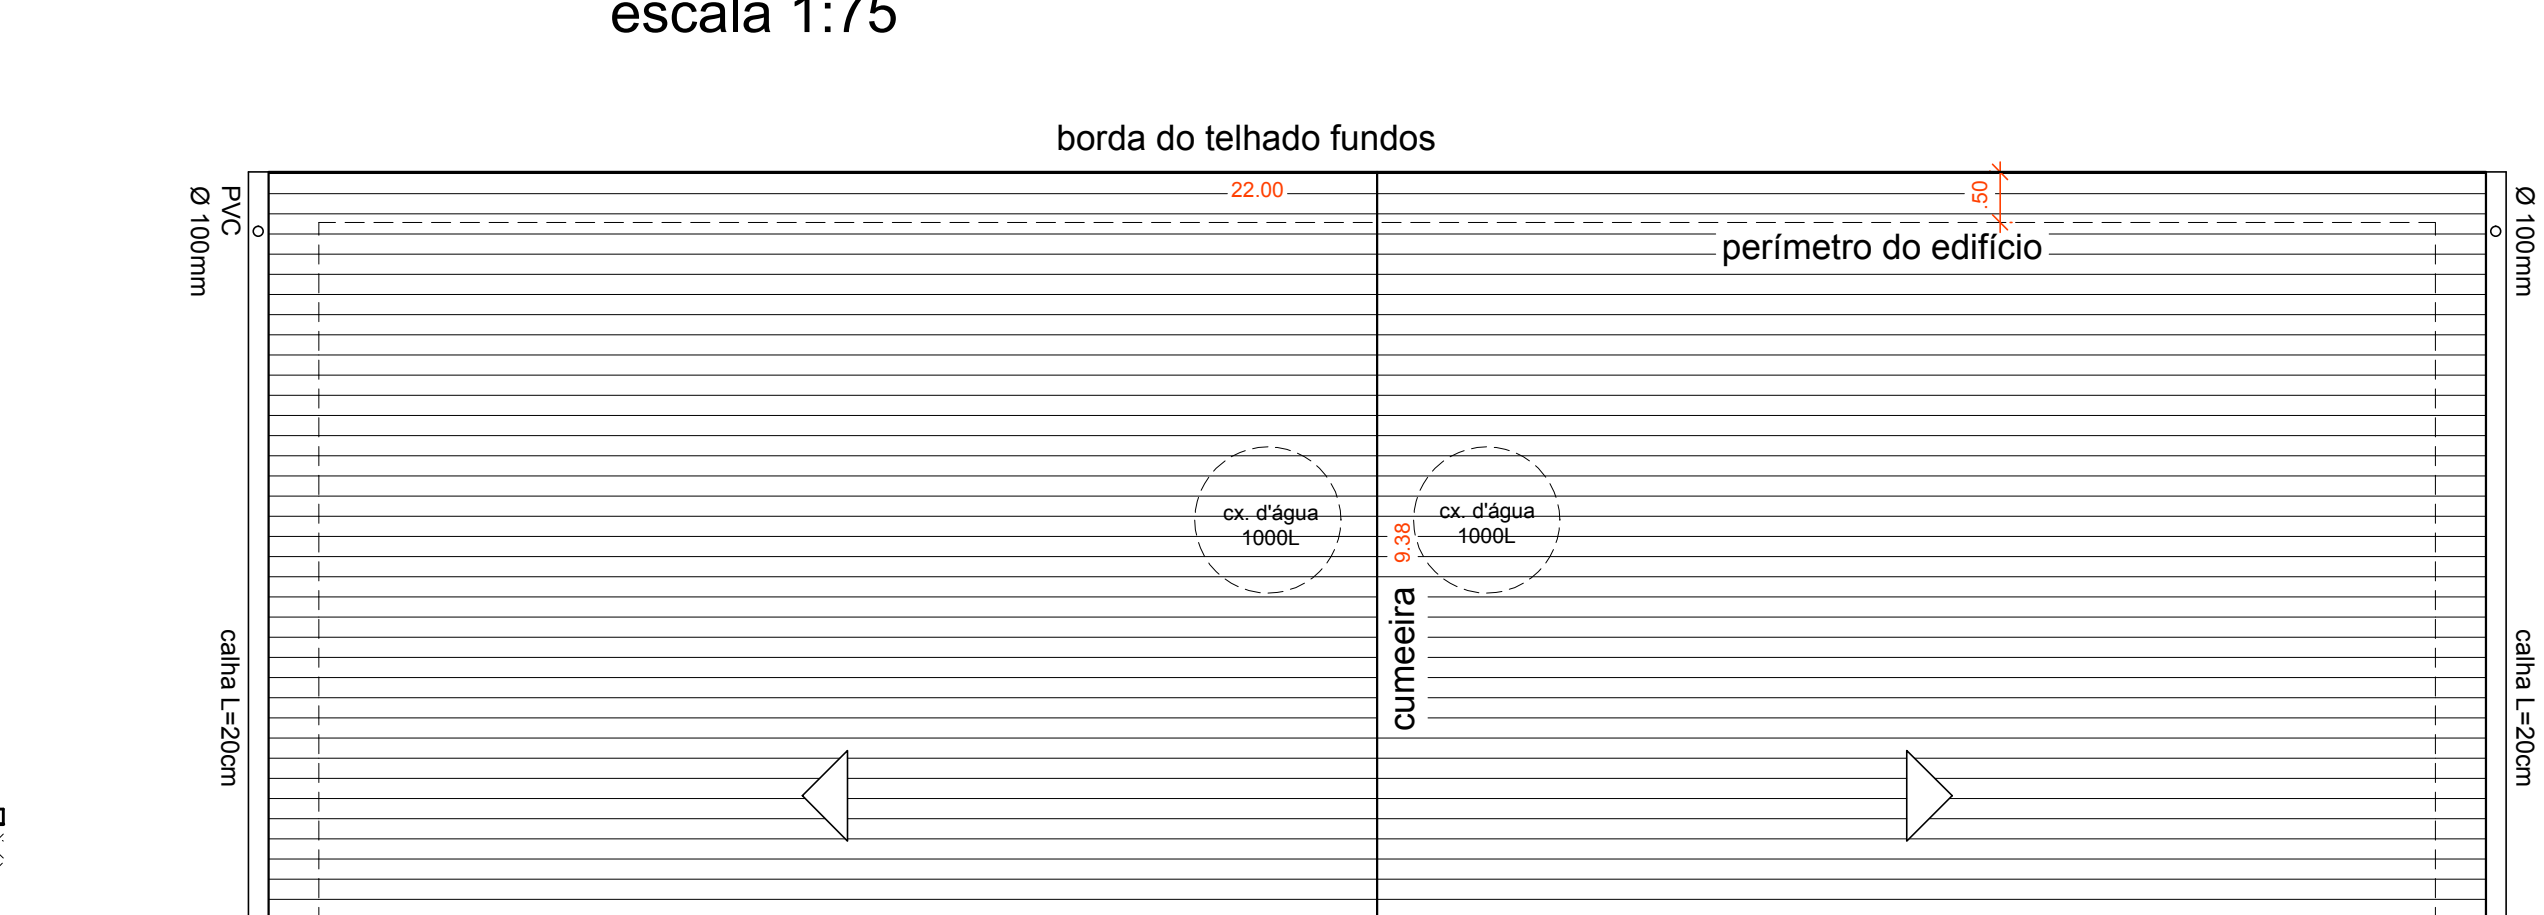 escala 1:75
borda do telhado fundos
PVC
Ø 100mm
22.00
.50
Ø 100mm
perímetro do edifício
cx. d'água
1000L
cx. d'água
1000L
9.38
cumeeira
calha L=20cm
calha L=20cm